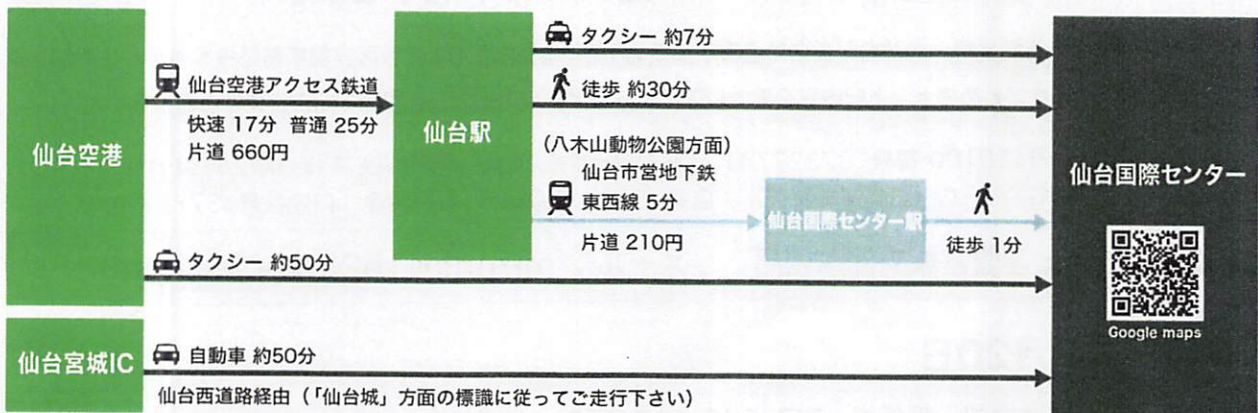 仙台空港
仙台空港アクセス鉄道
快速 17分 普通 25分
片道 660円
仙台駅
タクシー 約7分
徒歩 約30分
(八木山動物公園方面)
仙台市営地下鉄
東西線 5分
片道 210円
仙台国際センター駅
徒歩 1分
タクシー 約50分
仙台国際センター
Google maps
仙台宮城IC
自動車 約50分
仙台西道路経由(「仙台城」方面の標識に従ってご走行下さい)